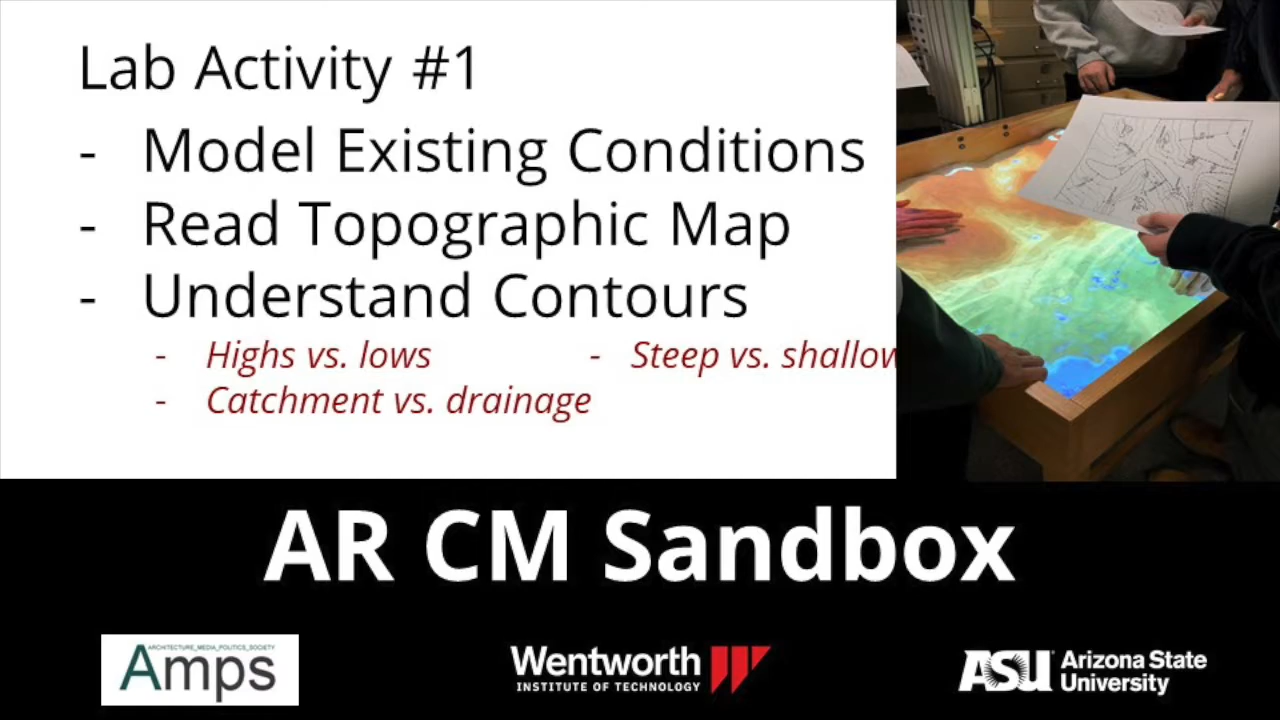 Lab Activity #1
- Model Existing Conditions
- Read Topographic Map
- Understand Contours
- Highs vs. lows - Steep vs. shallow
- Catchment vs. drainage
AR CM Sandbox
ARCHITECTURE_MEDIA_POLITICS_SOCIETY
Amps
Wentworth
INSTITUTE OF TECHNOLOGY
ASU Arizona State
University